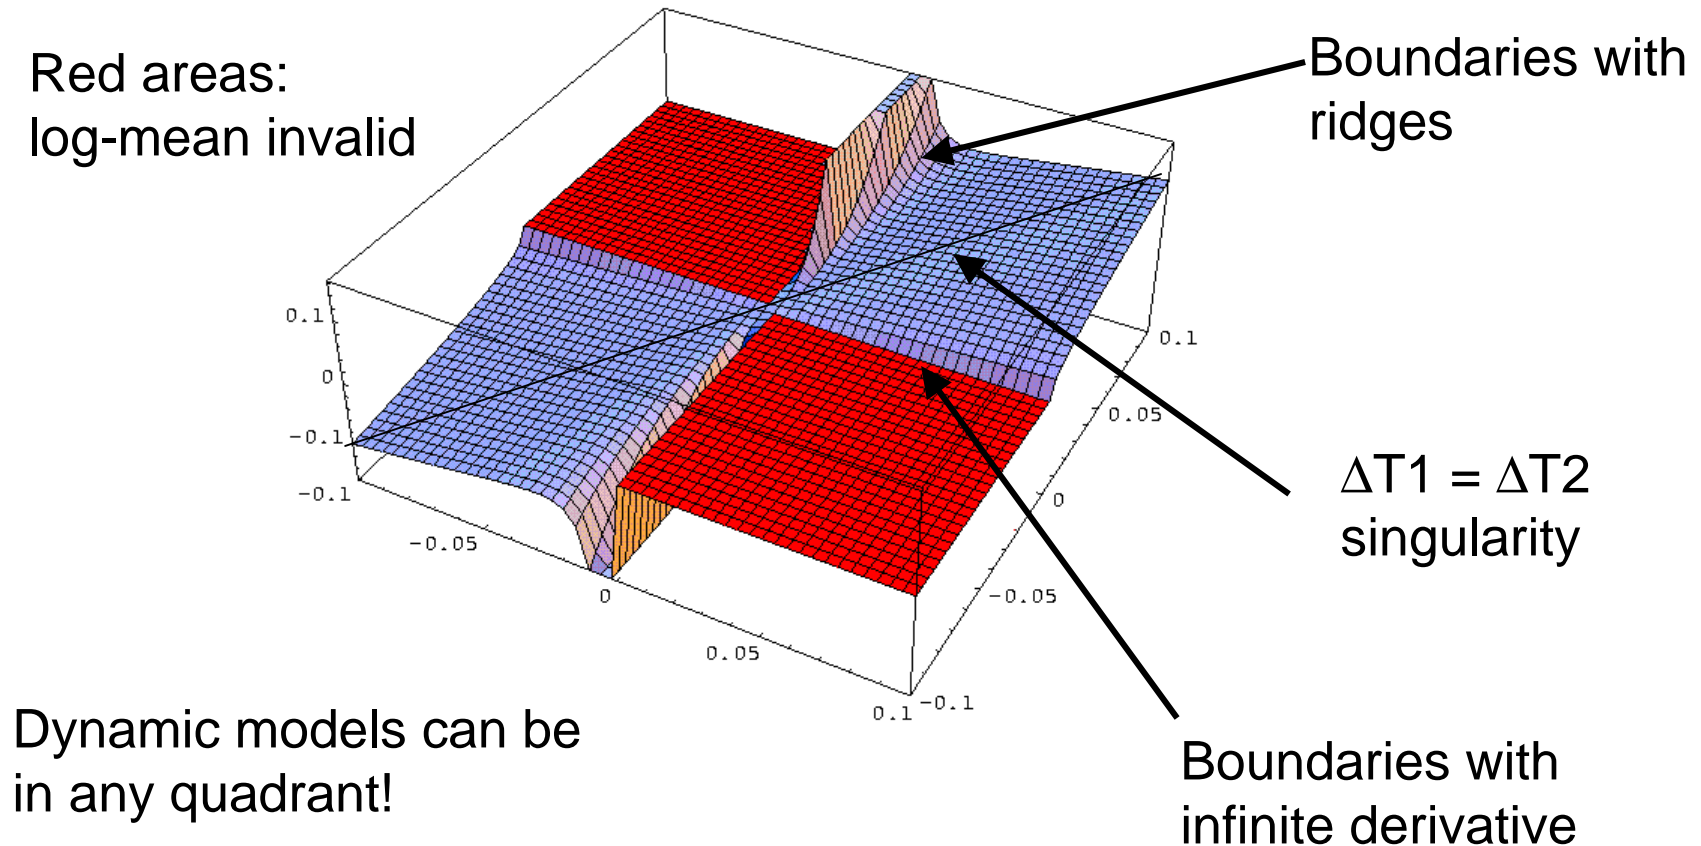 Red areas:
log-mean invalid
Boundaries with
ridges
0.1
0
-0.1
-0.1
-0.05
0
0.05
0.1
-0.1
-0.05
0
0.05
0.1
ΔT1 = ΔT2
singularity
Dynamic models can be
in any quadrant!
Boundaries with
infinite derivative